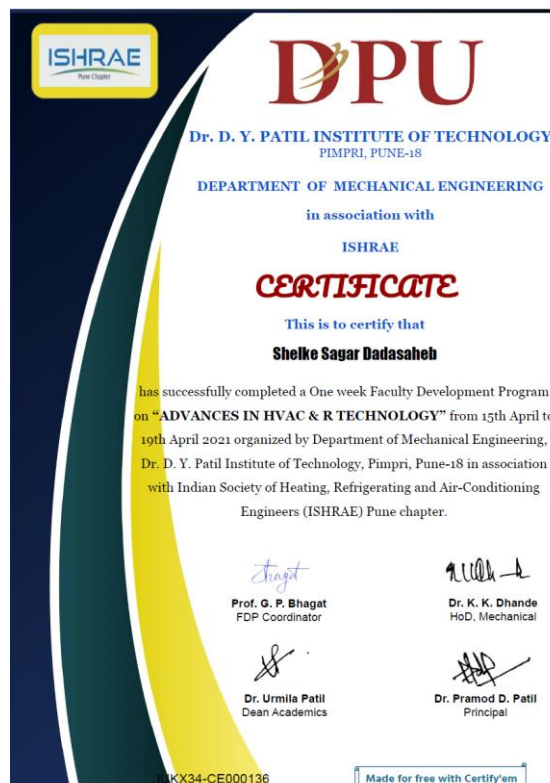 ISHRAE
Pune Chapter
DPU
Dr. D. Y. PATIL INSTITUTE OF TECHNOLOGY
PIMPRI, PUNE-18
DEPARTMENT OF MECHANICAL ENGINEERING
in association with
ISHRAE
CERTIFICATE
This is to certify that
Shelke Sagar Dadasaheb
has successfully completed a One week Faculty Development Program
on “ADVANCES IN HVAC & R TECHNOLOGY” from 15th April to
19th April 2021 organized by Department of Mechanical Engineering,
Dr. D. Y. Patil Institute of Technology, Pimpri, Pune-18 in association
with Indian Society of Heating, Refrigerating and Air-Conditioning
Engineers (ISHRAE) Pune chapter.
Prof. G. P. Bhagat
FDP Coordinator
Dr. K. K. Dhande
HoD, Mechanical
Dr. Urmila Patil
Dean Academics
Dr. Pramod D. Patil
Principal
Made for free with Certify'em